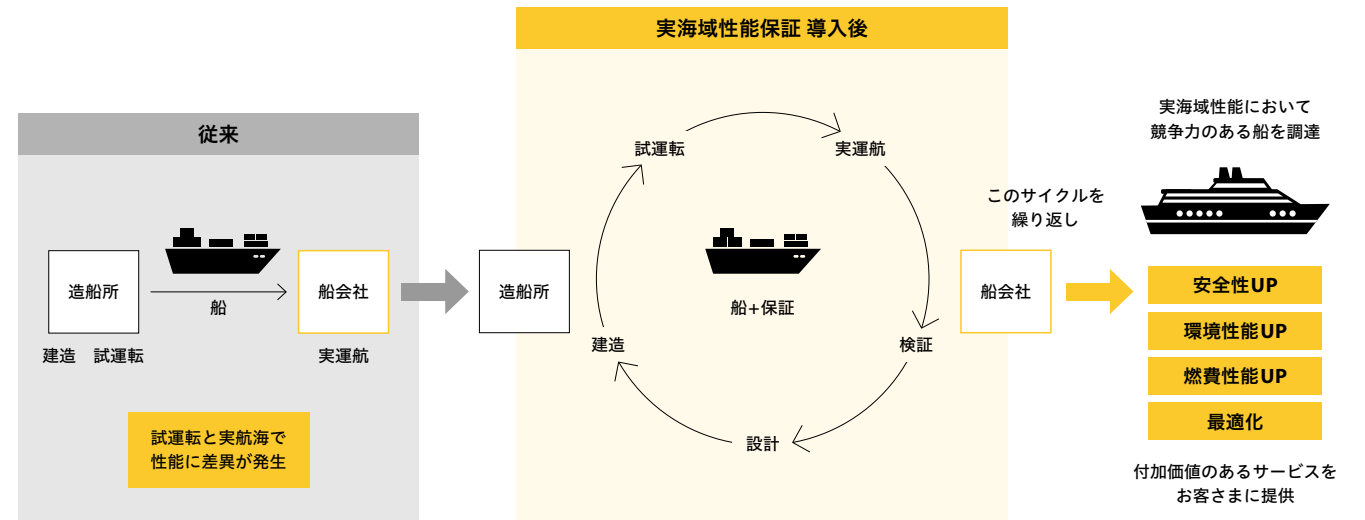 従来
造船所
船
船会社
建造 試運転
実運航
試運転と実航海で
性能に差異が発生
実海域性能保証 導入後
造船所
試運転
実運航
船+保証
建造
検証
設計
このサイクルを
繰り返し
船会社
実海域性能において
競争力のある船を調達
安全性UP
環境性能UP
燃費性能UP
最適化
付加価値のあるサービスを
お客さまに提供